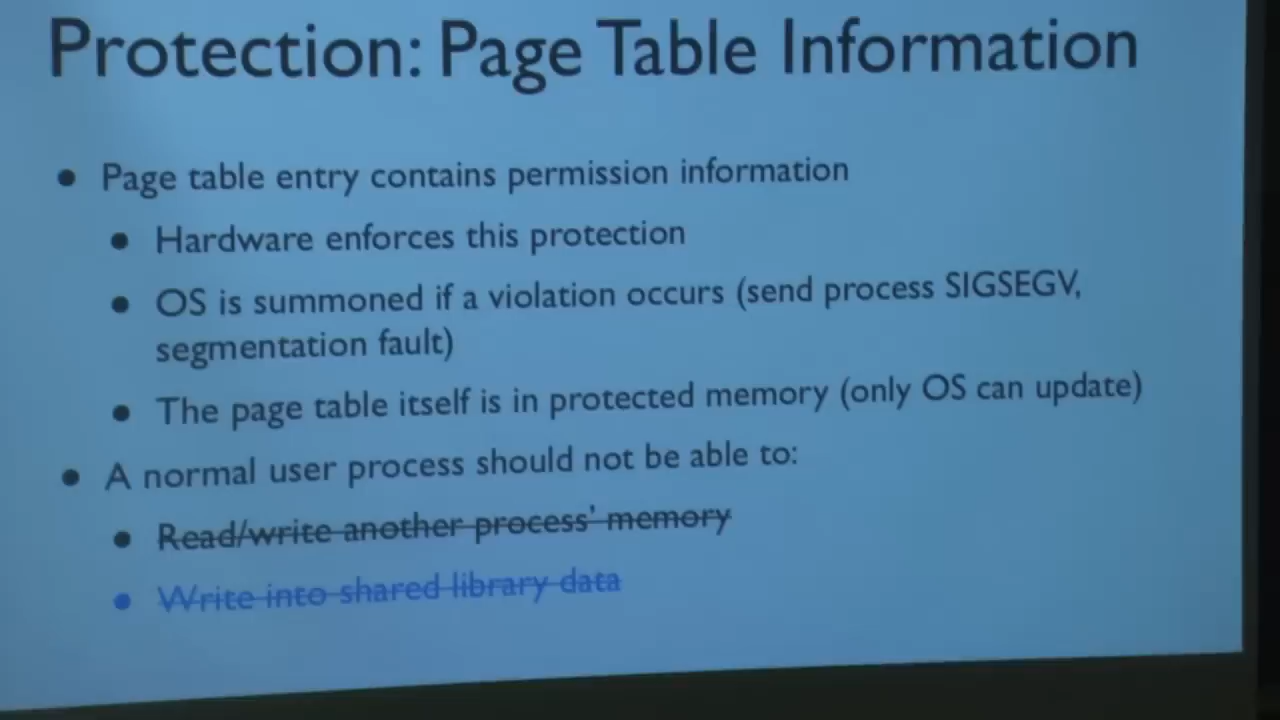 Protection: Page Table Information
• Page table entry contains permission information
• Hardware enforces this protection
• OS is summoned if a violation occurs (send process SIGSEGV,
segmentation fault)
• The page table itself is in protected memory (only OS can update)
• A normal user process should not be able to:
• Read/write another process' memory
• Write into shared library data